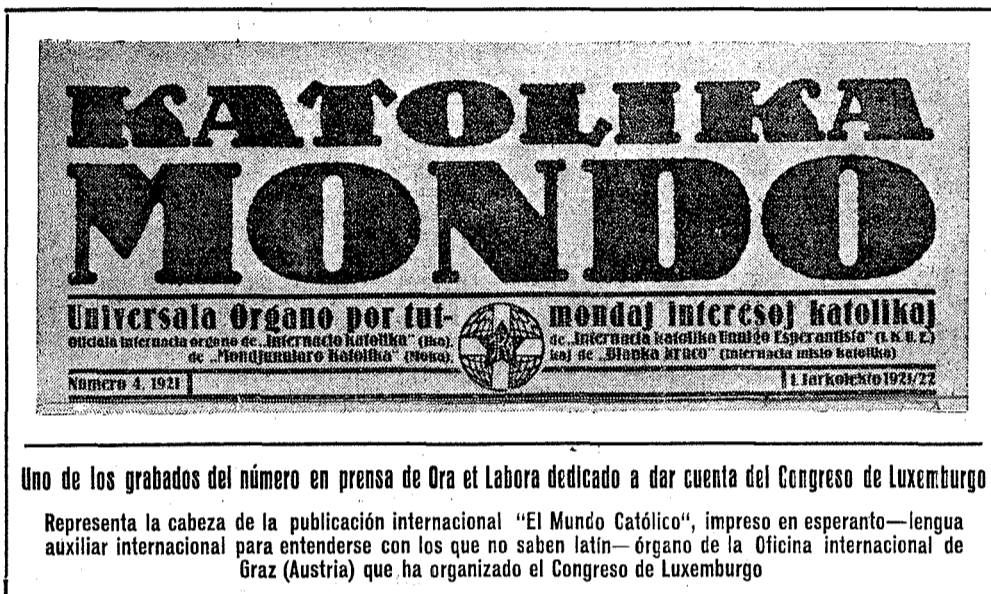 KATOLIKA
MONDO
Universala Organo por tut-mondaj interesoj katolikaj
Oficiala internacia organo de „Internacio Katolika" (Ika),
de „Mondjunularo Katolika" (Moka),
de „Internacia Katolika Unuiĝo Esperantista" (I. K. U. E.)
kaj de „Blanka Kruco" (Internacia misio katolika)
Numero 4, 1921
I. Jarkolekto 1921/22
Uno de los grabados del número en prensa de Ora et Labora dedicado a dar cuenta del Congreso de Luxemburgo
Representa la cabeza de la publicación internacional "El Mundo Católico", impreso en esperanto—lengua
auxiliar internacional para entenderse con los que no saben latín— órgano de la Oficina internacional de
Graz (Austria) que ha organizado el Congreso de Luxemburgo